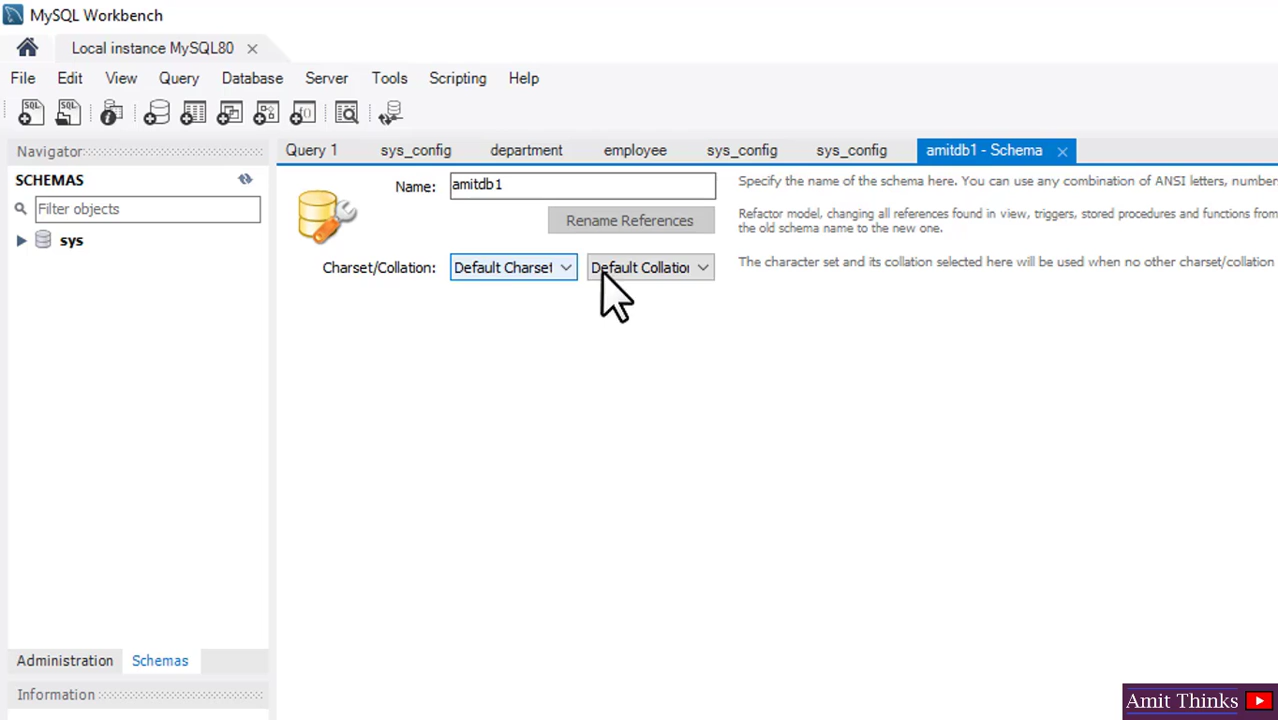 MySQL Workbench
Local instance MySQL80
File Edit View Query Database Server Tools Scripting Help
SQL SQL
Navigator
Query 1 sys_config department employee sys_config sys_config amitdb1 - Schema
SCHEMAS
Filter objects
sys
Name: amitdb1
Specify the name of the schema here. You can use any combination of ANSI letters, number
Rename References
Refactor model, changing all references found in view, triggers, stored procedures and functions from
the old schema name to the new one.
Charset/Collation: Default Charset Default Collation
The character set and its collation selected here will be used when no other charset/collation
Administration Schemas
Information
Amit Thinks